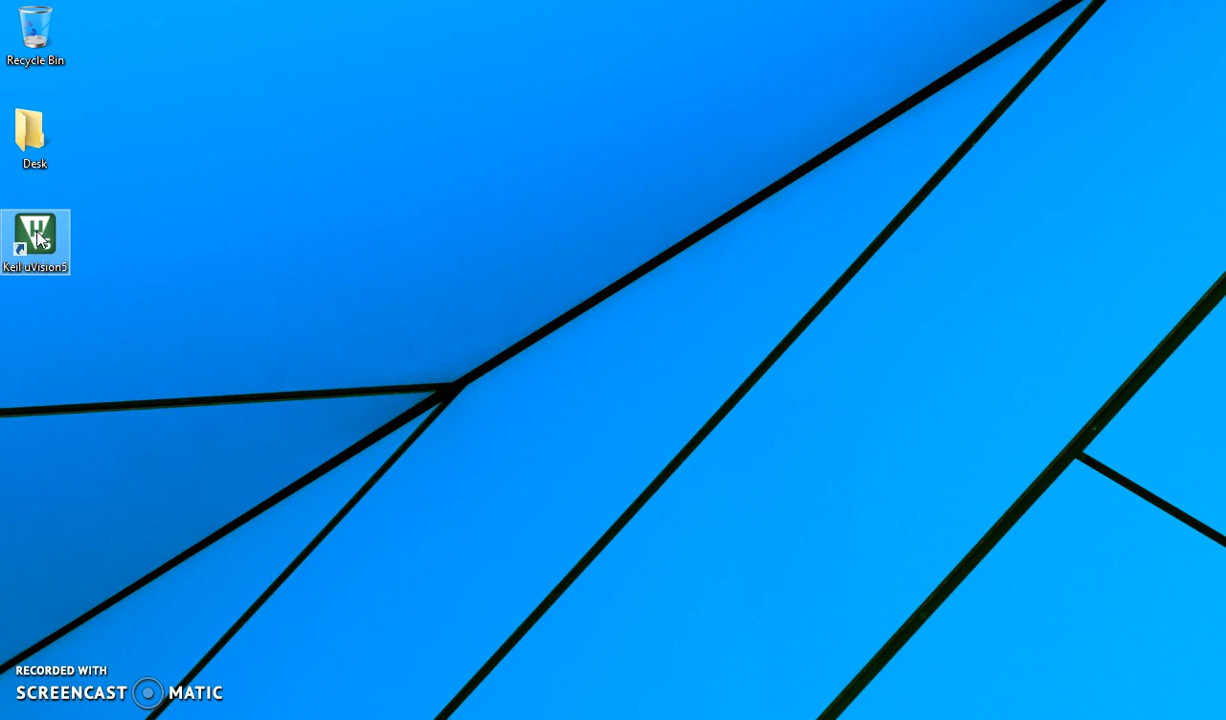 Recycle Bin
Desk
Keil uVision5
RECORDED WITH
SCREENCAST MATIC